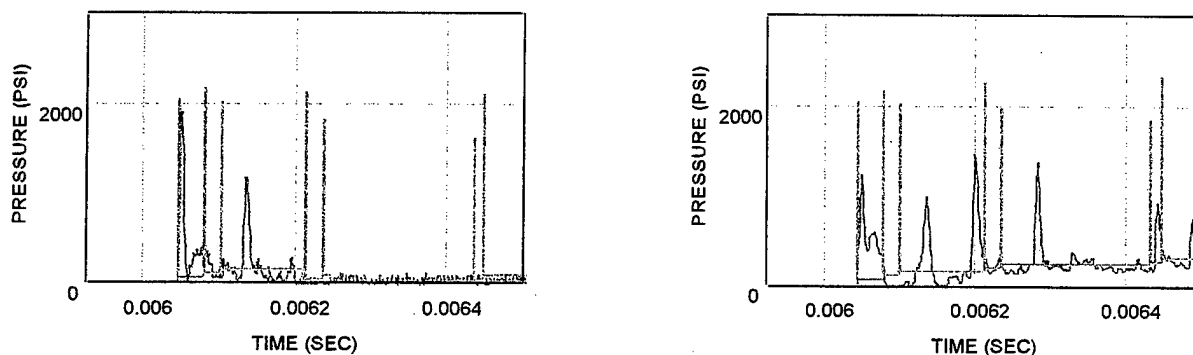 PRESSURE (PSI)
2000
0
0.006
0.0062
0.0064
TIME (SEC)
PRESSURE (PSI)
2000
0
0.006
0.0062
0.0064
TIME (SEC)